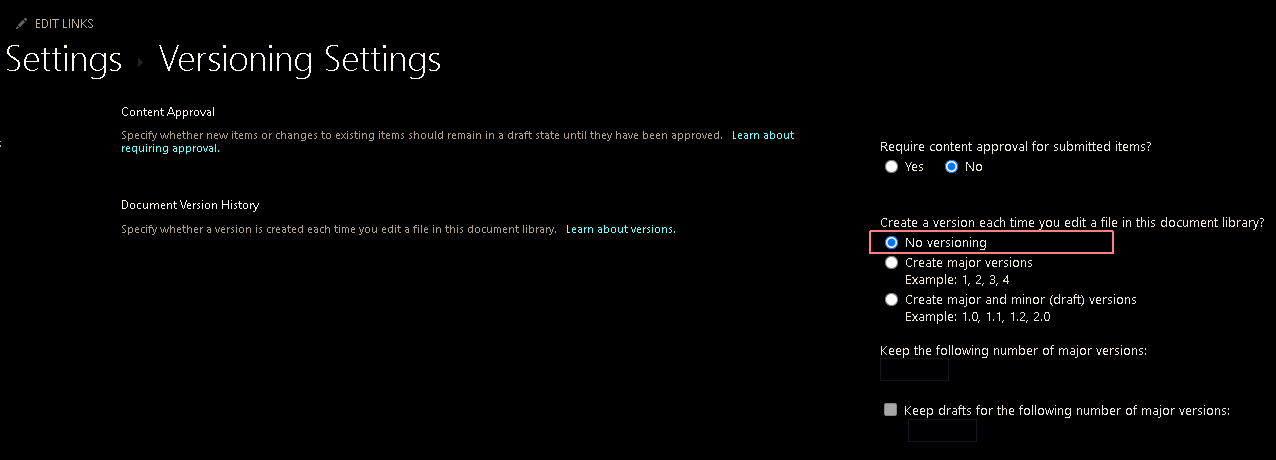 EDIT LINKS
Settings Versioning Settings
Content Approval
Specify whether new items or changes to existing items should remain in a draft state until they have been approved. Learn about
requiring approval.
Require content approval for submitted items?
Yes No
Document Version History
Specify whether a version is created each time you edit a file in this document library. Learn about versions.
Create a version each time you edit a file in this document library?
No versioning
Create major versions
Example: 1, 2, 3, 4
Create major and minor (draft) versions
Example: 1.0, 1.1, 1.2, 2.0
Keep the following number of major versions:
Keep drafts for the following number of major versions: